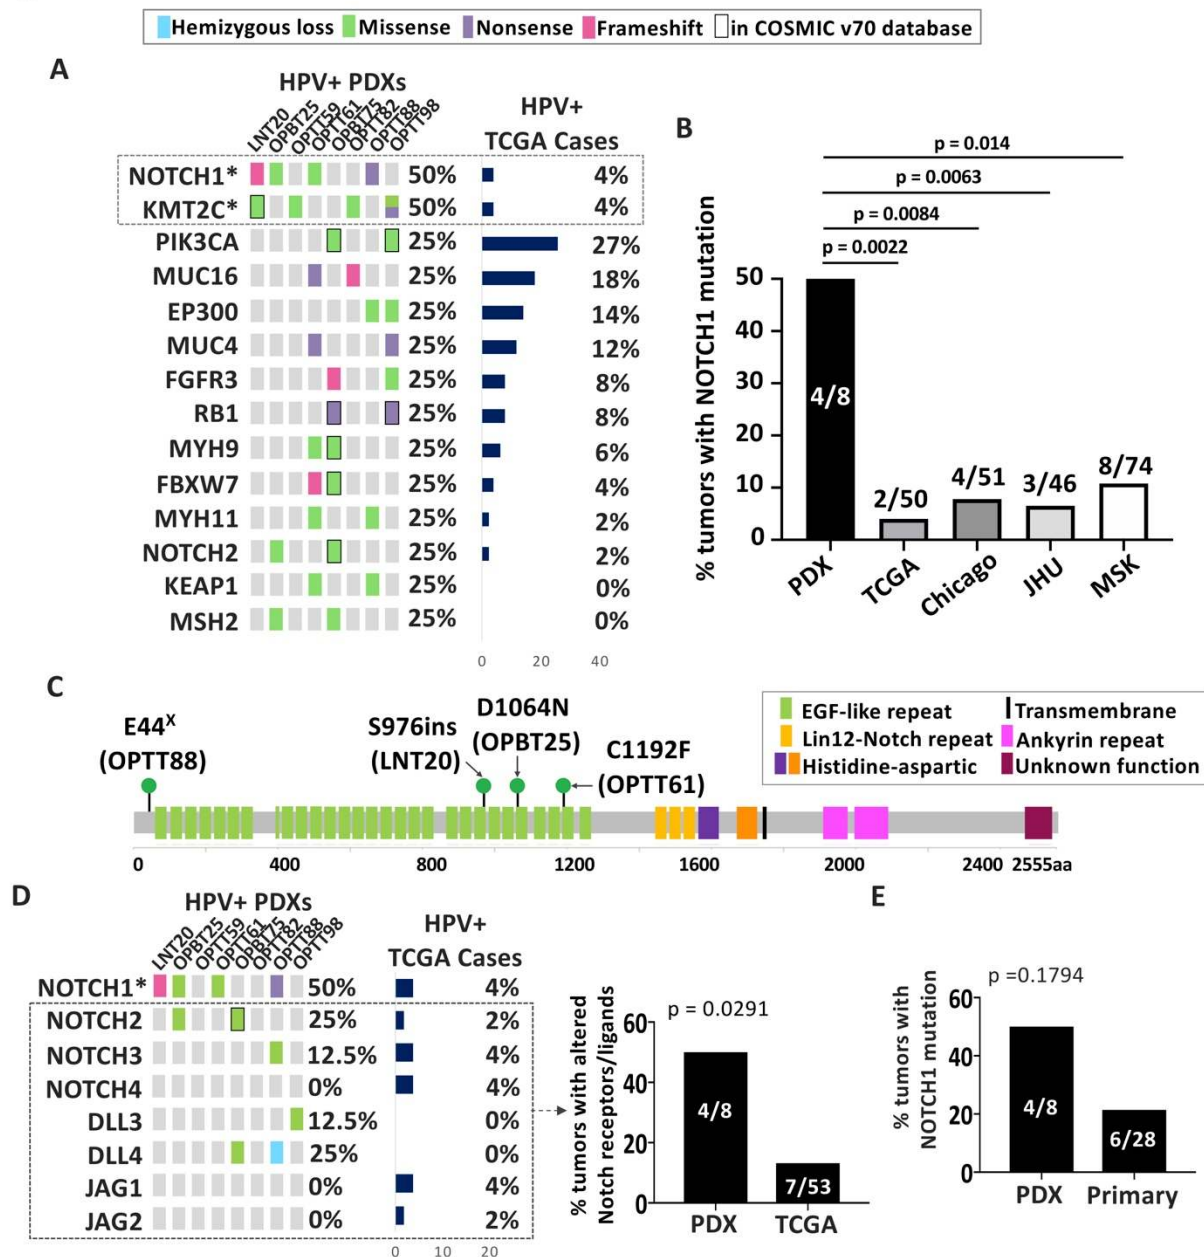 Hemizygous loss Missense Nonsense Frameshift in COSMIC v70 database
A
HPV+ PDXs
LNT20 OPBT25 OPTT59 OPTT61 OPBT75 OPTT82 OPTT88 OPTT98
HPV+
TCGA Cases
NOTCH1* 50% 4%
KMT2C* 50% 4%
PIK3CA 25% 27%
MUC16 25% 18%
EP300 25% 14%
MUC4 25% 12%
FGFR3 25% 8%
RB1 25% 8%
MYH9 25% 6%
FBXW7 25% 4%
MYH11 25% 2%
NOTCH2 25% 2%
KEAP1 25% 0%
MSH2 25% 0%
0 20 40
B
p = 0.014
p = 0.0063
p = 0.0084
p = 0.0022
% tumors with NOTCH1 mutation
50
40
30
20
10
0
4/8
2/50
4/51
3/46
8/74
PDX TCGA Chicago JHU MSK
C
E44X
(OPTT88)
S976ins
(LNT20)
D1064N
(OPBT25)
C1192F
(OPTT61)
EGF-like repeat Transmembrane
Lin12-Notch repeat Ankyrin repeat
Histidine-aspartic Unknown function
0 400 800 1200 1600 2000 2400 2555aa
D
HPV+ PDXs
LNT20 OPBT25 OPTT59 OPTT61 OPBT75 OPTT82 OPTT88 OPTT98
HPV+
TCGA Cases
NOTCH1* 50% 4%
NOTCH2 25% 2%
NOTCH3 12.5% 4%
NOTCH4 0% 4%
DLL3 12.5% 0%
DLL4 25% 0%
JAG1 0% 4%
JAG2 0% 2%
0 10 20
% tumors with altered
Notch receptors/ligands
p = 0.0291
60
40
20
0
4/8
7/53
PDX TCGA
E
% tumors with
NOTCH1 mutation
p =0.1794
60
40
20
0
4/8
6/28
PDX Primary